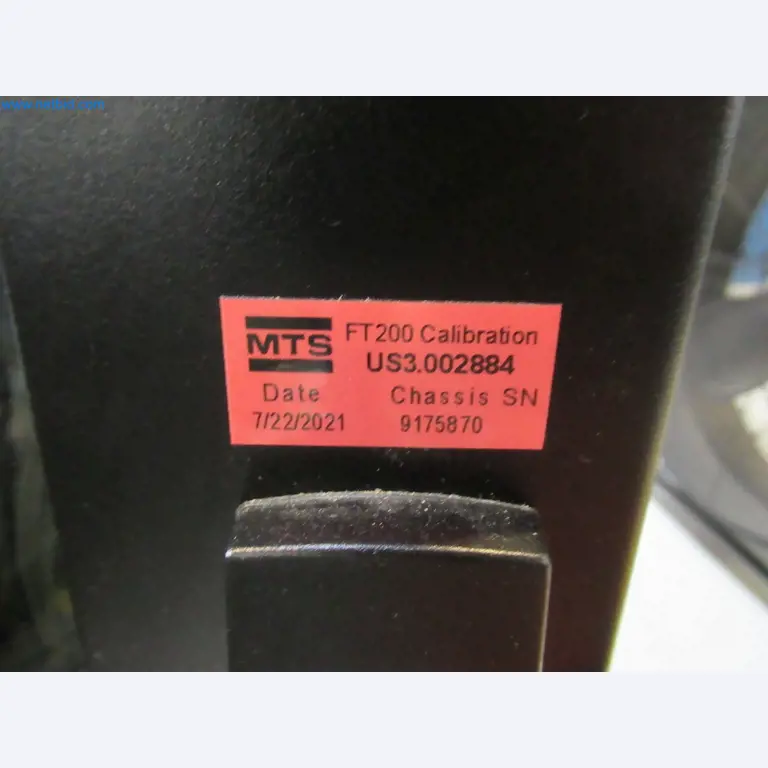 MTS
FT200 Calibration
US3.002884
Date
Chassis SN
7/22/2021
9175870